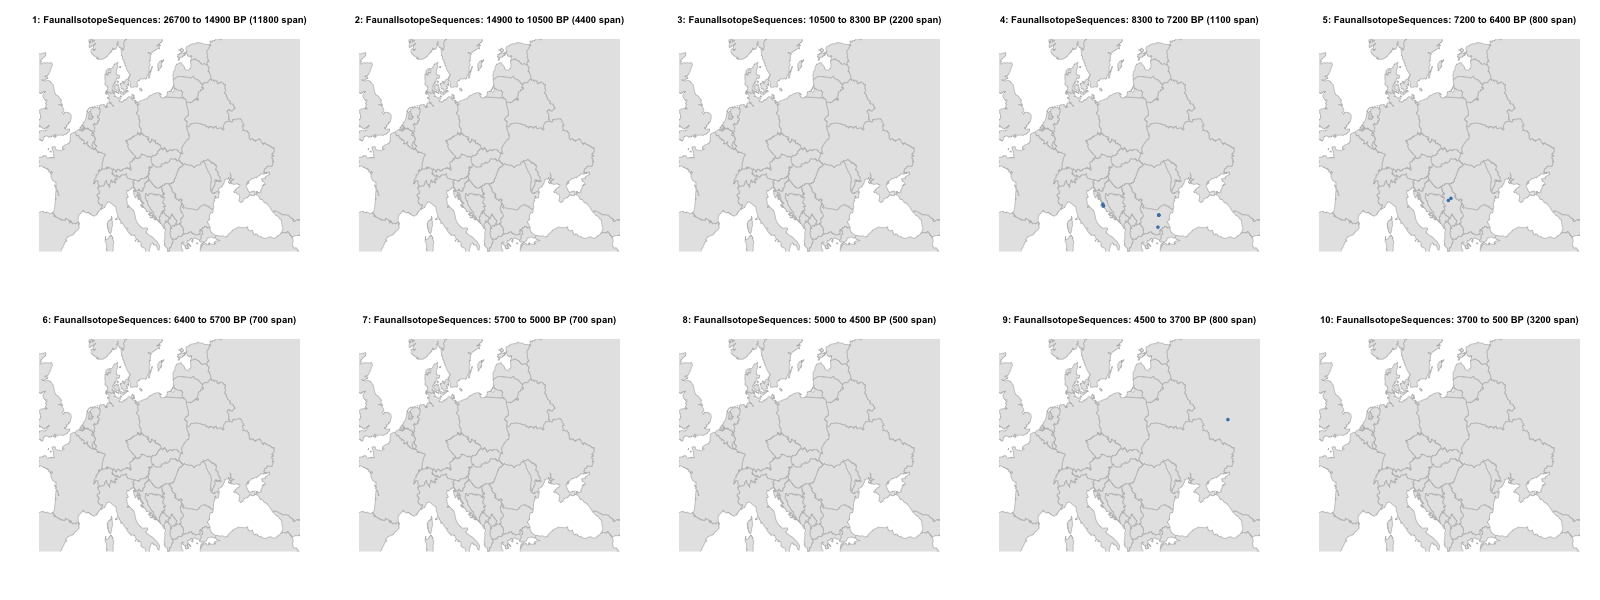 1: FaunalIsotopeSequences: 26700 to 14900 BP (11800 span)
2: FaunalIsotopeSequences: 14900 to 10500 BP (4400 span)
3: FaunalIsotopeSequences: 10500 to 8300 BP (2200 span)
4: FaunalIsotopeSequences: 8300 to 7200 BP (1100 span)
5: FaunalIsotopeSequences: 7200 to 6400 BP (800 span)
6: FaunalIsotopeSequences: 6400 to 5700 BP (700 span)
7: FaunalIsotopeSequences: 5700 to 5000 BP (700 span)
8: FaunalIsotopeSequences: 5000 to 4500 BP (500 span)
9: FaunalIsotopeSequences: 4500 to 3700 BP (800 span)
10: FaunalIsotopeSequences: 3700 to 500 BP (3200 span)